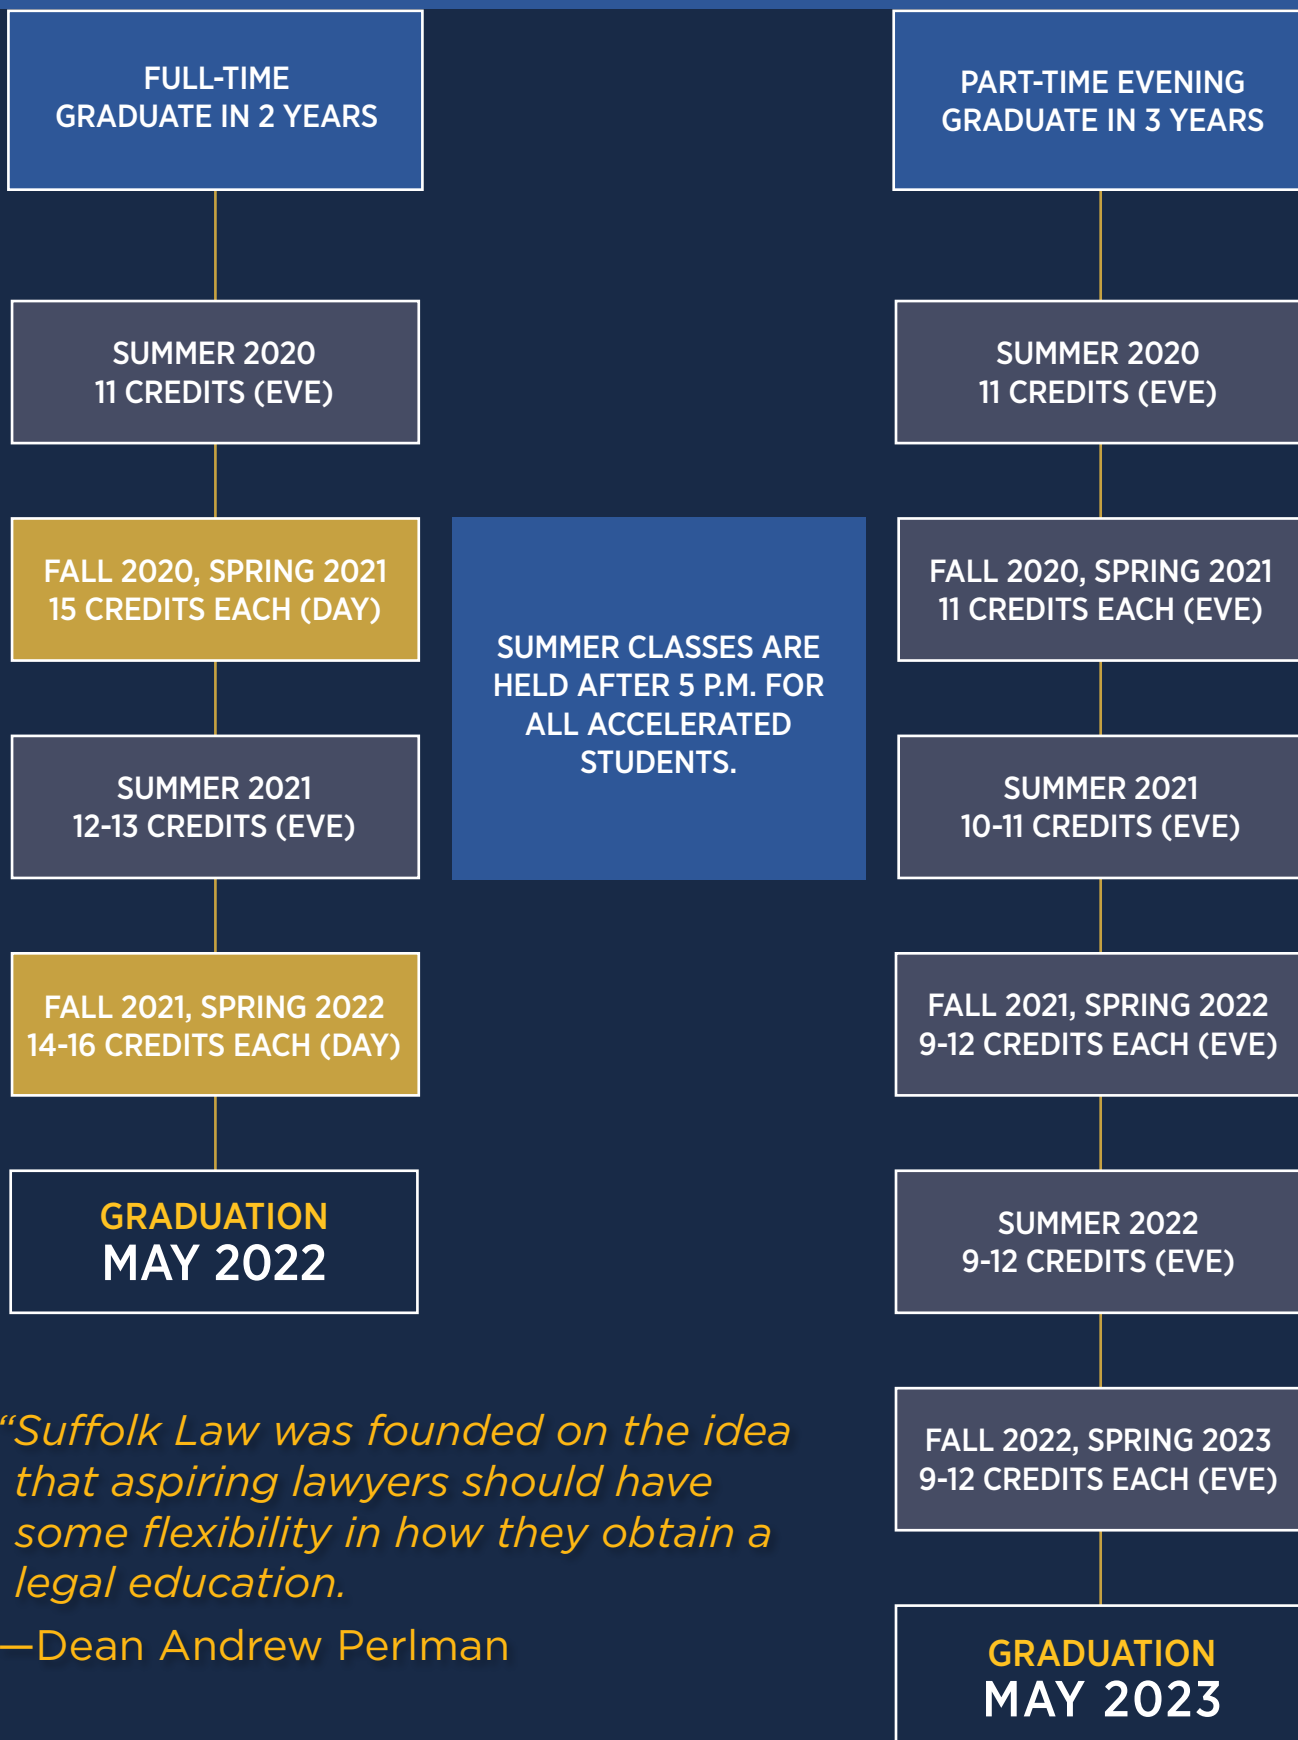 FULL-TIME
GRADUATE IN 2 YEARS
SUMMER 2020
11 CREDITS (EVE)
FALL 2020, SPRING 2021
15 CREDITS EACH (DAY)
SUMMER 2021
12-13 CREDITS (EVE)
FALL 2021, SPRING 2022
14-16 CREDITS EACH (DAY)
GRADUATION
MAY 2022
SUMMER CLASSES ARE
HELD AFTER 5 P.M. FOR
ALL ACCELERATED
STUDENTS.
PART-TIME EVENING
GRADUATE IN 3 YEARS
SUMMER 2020
11 CREDITS (EVE)
FALL 2020, SPRING 2021
11 CREDITS EACH (EVE)
SUMMER 2021
10-11 CREDITS (EVE)
FALL 2021, SPRING 2022
9-12 CREDITS EACH (EVE)
SUMMER 2022
9-12 CREDITS (EVE)
FALL 2022, SPRING 2023
9-12 CREDITS EACH (EVE)
GRADUATION
MAY 2023
“Suffolk Law was founded on the idea
that aspiring lawyers should have
some flexibility in how they obtain a
legal education.
—Dean Andrew Perlman